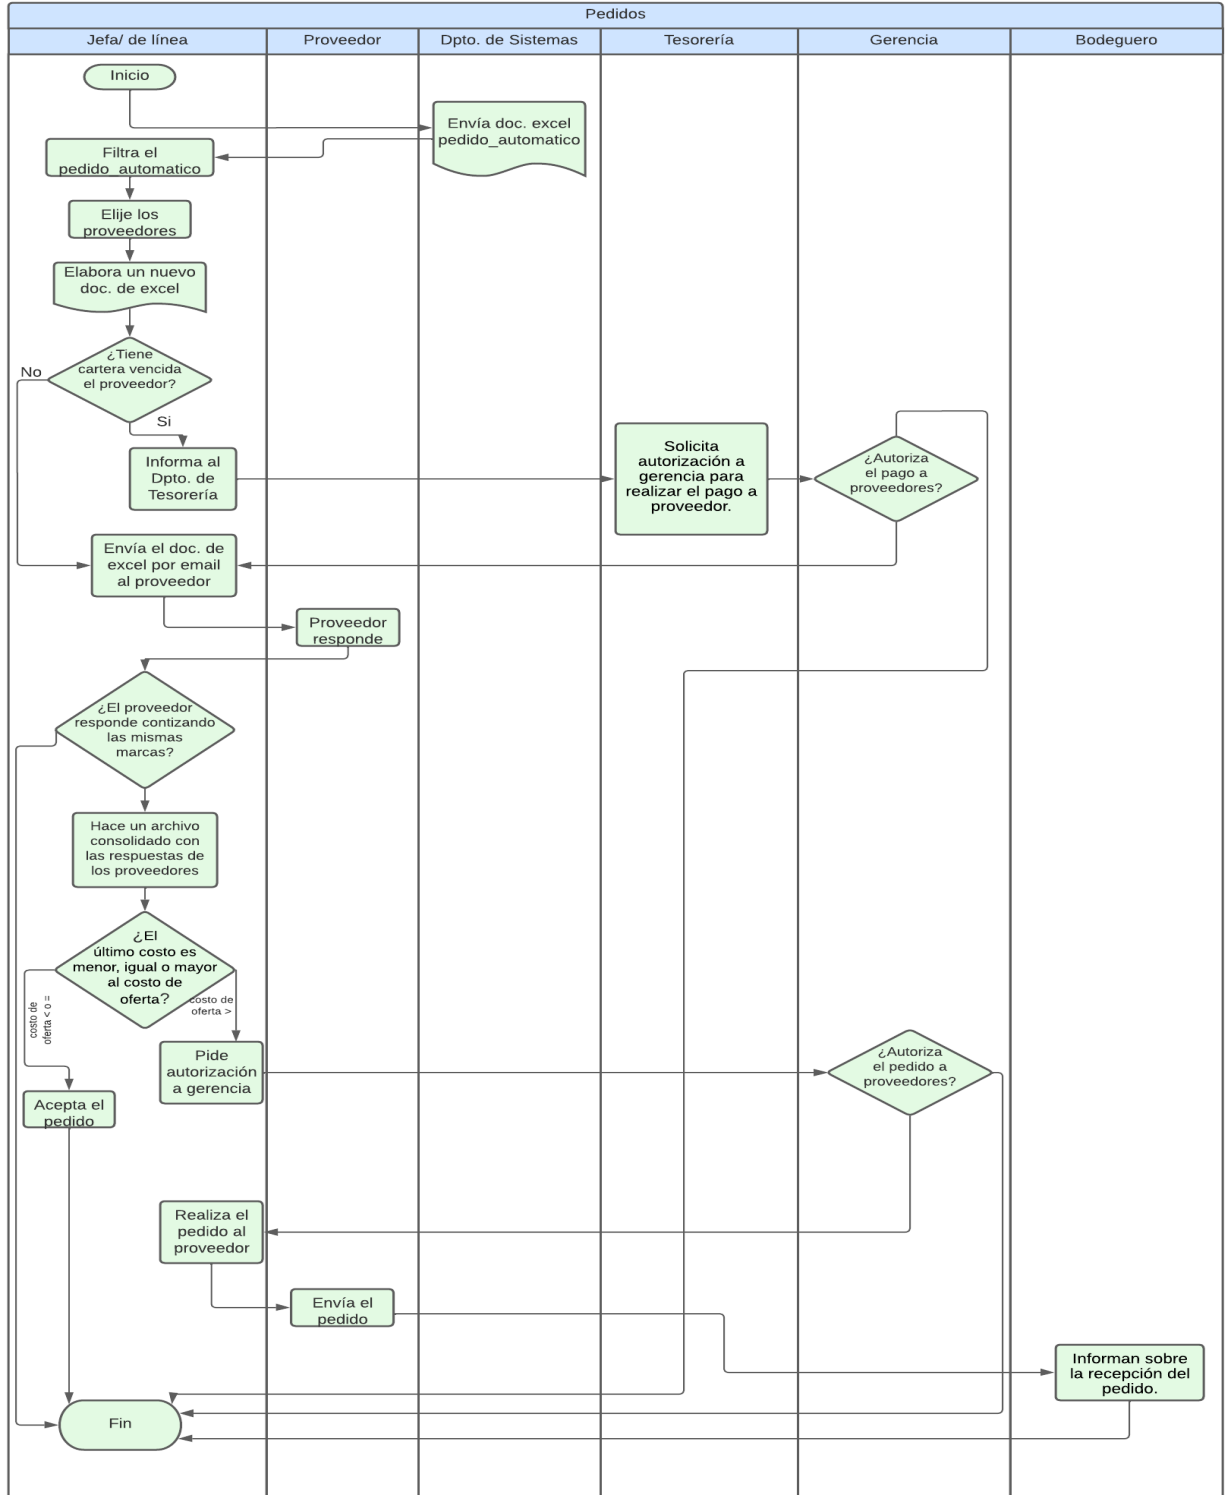 Pedidos
Jefa/ de línea
Proveedor
Dpto. de Sistemas
Tesorería
Gerencia
Bodeguero
Inicio
Envía doc. excel
pedido_automatico
Filtra el
pedido_automatico
Elije los
proveedores
Elabora un nuevo
doc. de excel
¿Tiene
cartera vencida
el proveedor?
No
Si
Informa al
Dpto. de
Tesorería
Solicita
autorización a
gerencia para
realizar el pago a
proveedor.
¿Autoriza
el pago a
proveedores?
Envía el doc. de
excel por email
al proveedor
Proveedor
responde
¿El proveedor
responde contizando
las mismas
marcas?
Hace un archivo
consolidado con
las respuestas de
los proveedores
¿El
último costo es
menor, igual o mayor
al costo de
oferta?
costo de
oferta < o =
costo de
oferta >
Pide
autorización
a gerencia
¿Autoriza
el pedido a
proveedores?
Acepta el
pedido
Realiza el
pedido al
proveedor
Envía el
pedido
Informan sobre
la recepción del
pedido.
Fin